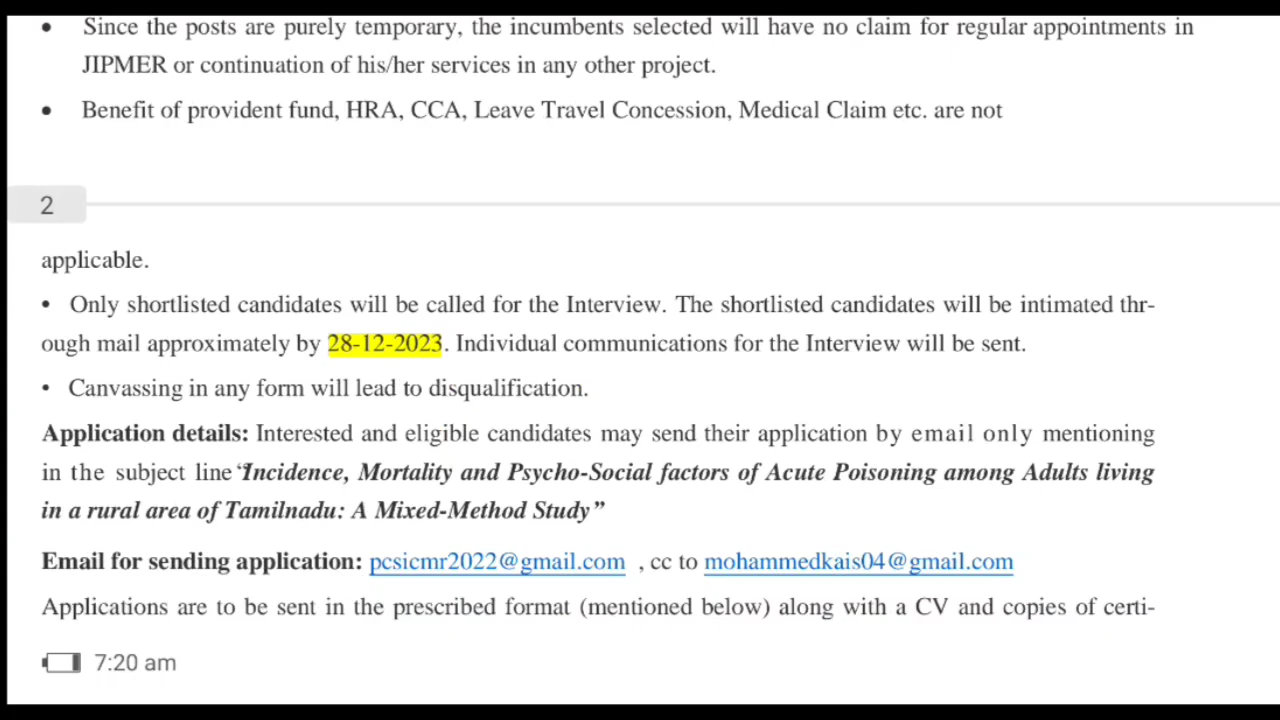 • Since the posts are purely temporary, the incumbents selected will have no claim for regular appointments in
JIPMER or continuation of his/her services in any other project.
• Benefit of provident fund, HRA, CCA, Leave Travel Concession, Medical Claim etc. are not
2
applicable.
• Only shortlisted candidates will be called for the Interview. The shortlisted candidates will be intimated thr-
ough mail approximately by 28-12-2023. Individual communications for the Interview will be sent.
• Canvassing in any form will lead to disqualification.
Application details: Interested and eligible candidates may send their application by email only mentioning
in the subject line “Incidence, Mortality and Psycho-Social factors of Acute Poisoning among Adults living
in a rural area of Tamilnadu: A Mixed-Method Study”
Email for sending application: pcsicmr2022@gmail.com , cc to mohammedkais04@gmail.com
Applications are to be sent in the prescribed format (mentioned below) along with a CV and copies of certi-
7:20 am